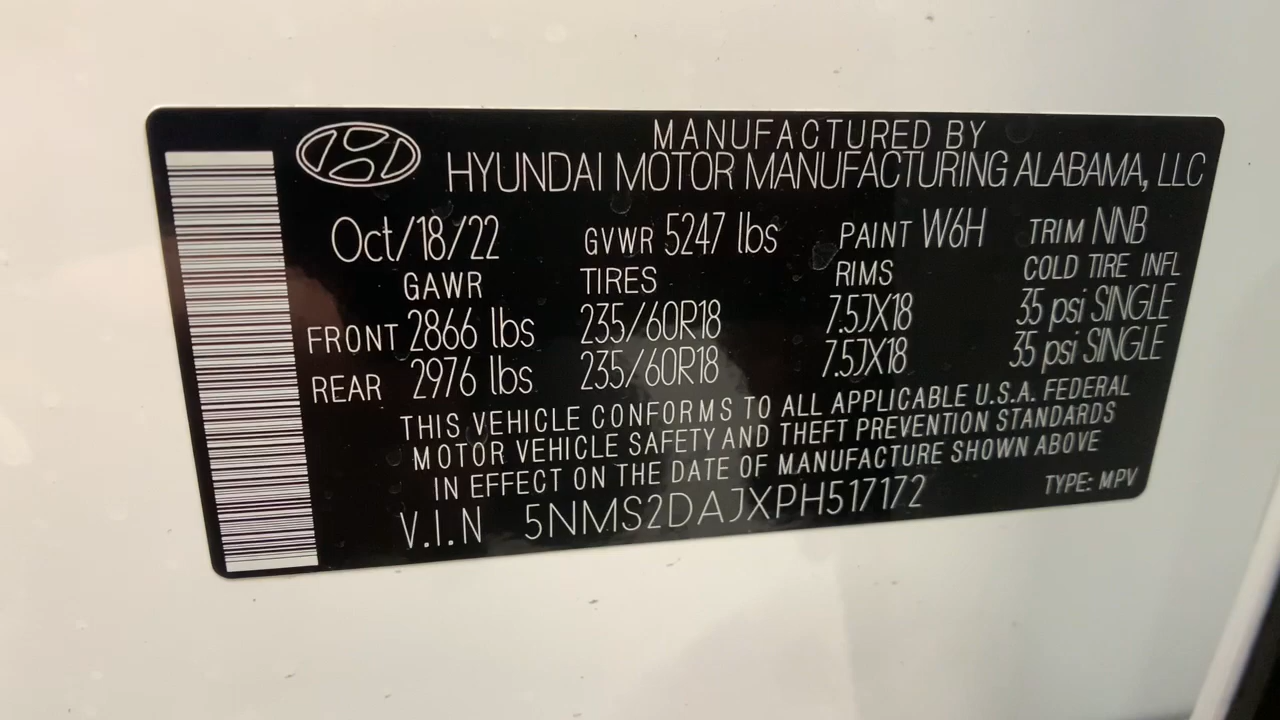 MANUFACTURED BY
HYUNDAI MOTOR MANUFACTURING ALABAMA, LLC
Oct/18/22 GVWR 5247 lbs PAINT W6H TRIM NNB
GAWR TIRES RIMS COLD TIRE INFL
FRONT 2866 lbs 235/60R18 7.5JX18 35 psi SINGLE
REAR 2976 lbs 235/60R18 7.5JX18 35 psi SINGLE
THIS VEHICLE CONFORMS TO ALL APPLICABLE U.S.A. FEDERAL
MOTOR VEHICLE SAFETY AND THEFT PREVENTION STANDARDS
IN EFFECT ON THE DATE OF MANUFACTURE SHOWN ABOVE
V.I.N 5NMS2DAJXPH517172 TYPE: MPV